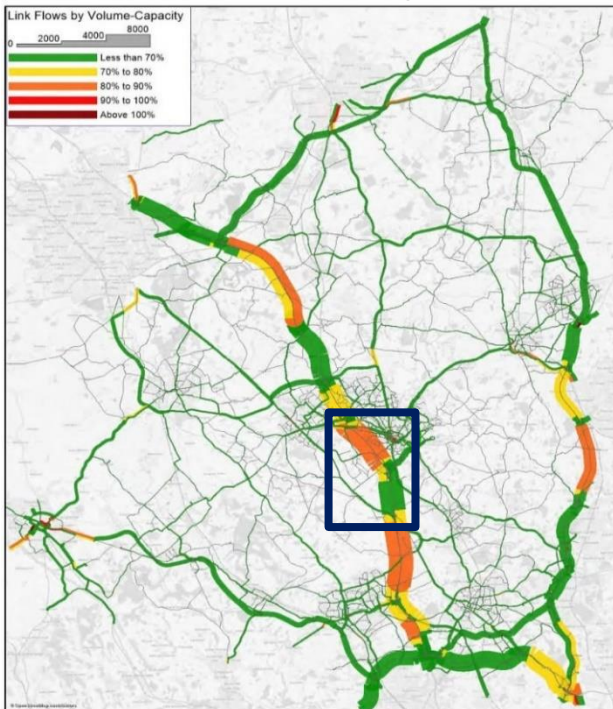 Link Flows by Volume-Capacity
0 2000 4000 8000
Less than 70%
70% to 80%
80% to 90%
90% to 100%
Above 100%